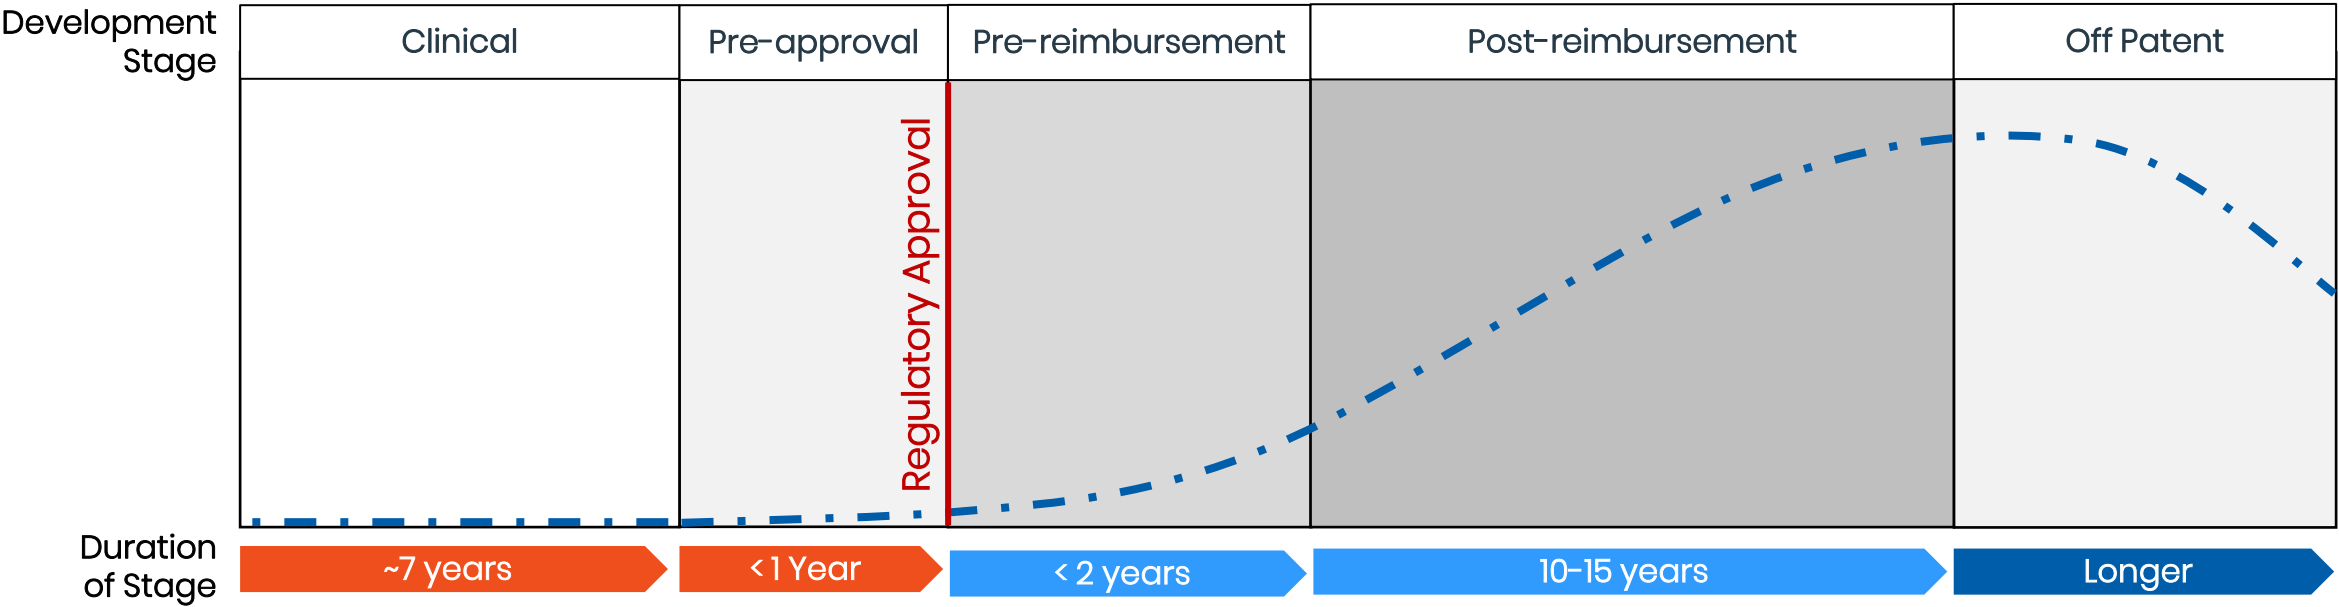 Development
Stage
Clinical
Pre-approval
Pre-reimbursement
Post-reimbursement
Off Patent
Regulatory Approval
Duration
of Stage
~7 years
< 1 Year
< 2 years
10-15 years
Longer